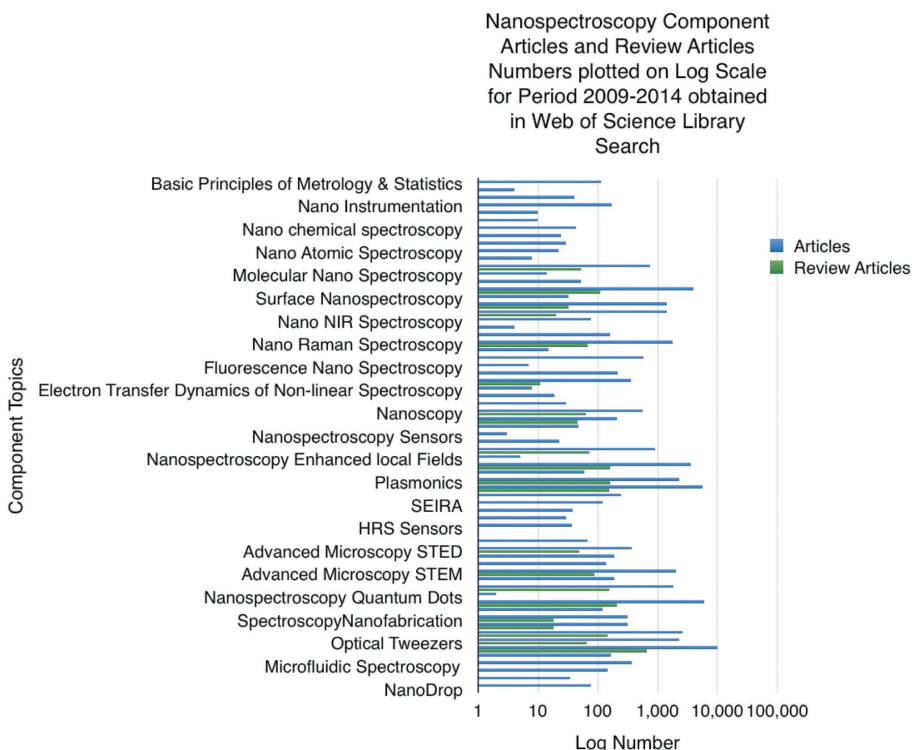 Nanospectroscopy Component
Articles and Review Articles
Numbers plotted on Log Scale
for Period 2009-2014 obtained
in Web of Science Library
Search
Basic Principles of Metrology & Statistics
Nano Instrumentation
Nano chemical spectroscopy
Nano Atomic Spectroscopy
Molecular Nano Spectroscopy
Surface Nanospectroscopy
Nano NIR Spectroscopy
Nano Raman Spectroscopy
Fluorescence Nano Spectroscopy
Electron Transfer Dynamics of Non-linear Spectroscopy
Nanoscopy
Nanospectroscopy Sensors
Nanospectroscopy Enhanced local Fields
Plasmonics
SEIRA
HRS Sensors
Advanced Microscopy STED
Advanced Microscopy STEM
Nanospectroscopy Quantum Dots
SpectroscopyNanofabrication
Optical Tweezers
Microfluidic Spectroscopy
NanoDrop
Component Topics
Articles
Review Articles
1 10 100 1,000 10,000 100,000
Log Number